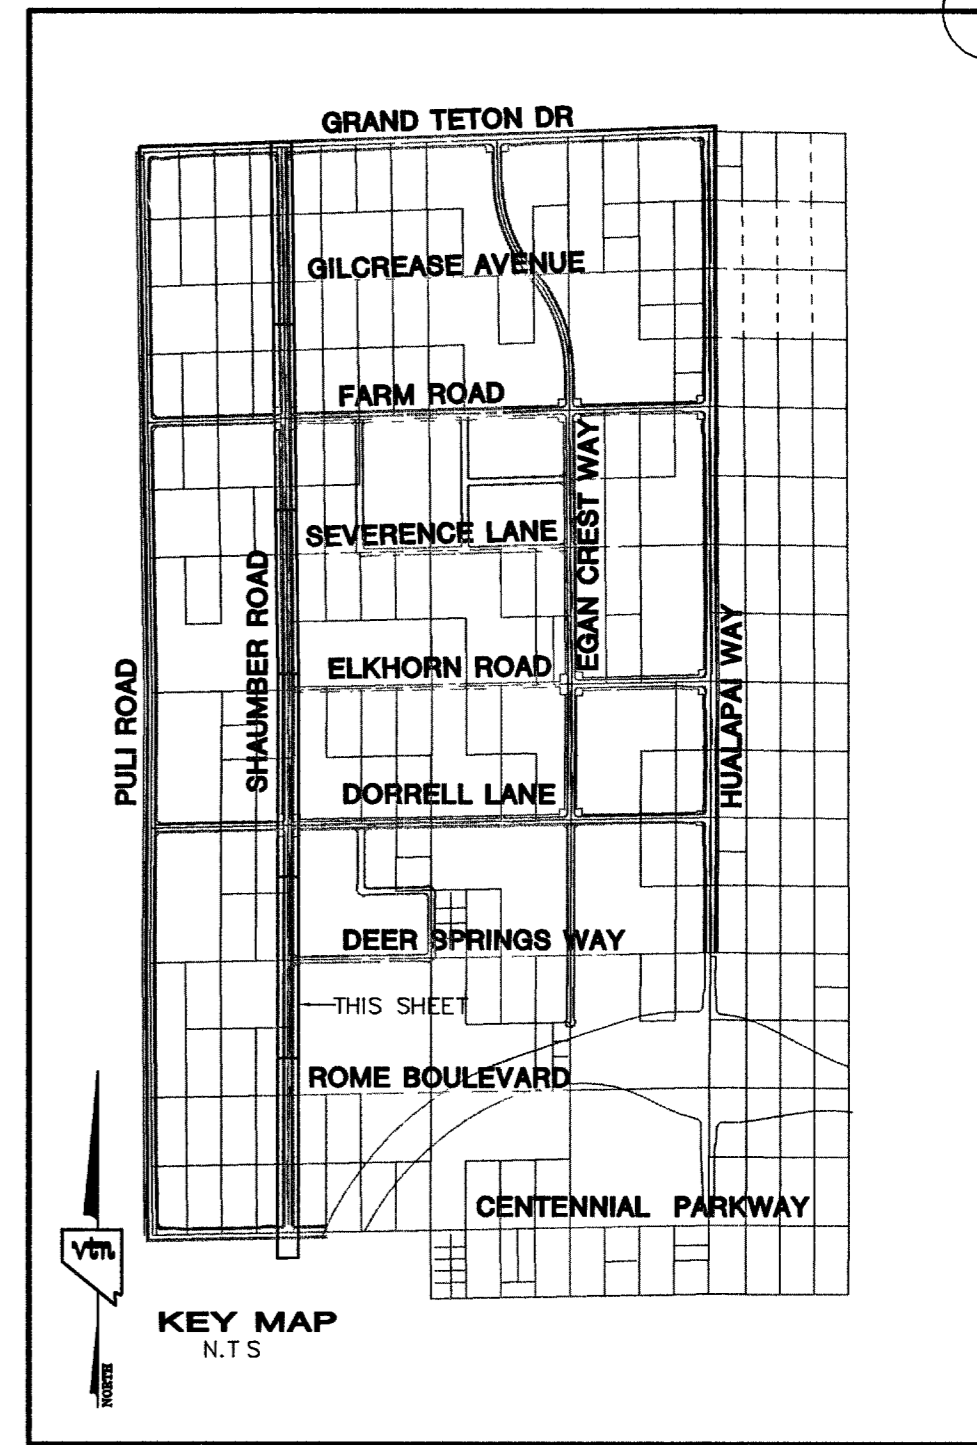 GRAND TETON DR
GILCREASE AVENUE
FARM ROAD
EGAN CREST WAY
SEVERENCE LANE
SHAUMBER ROAD
HUALAPAI WAY
ELKHORN ROAD
PULI ROAD
DORRELL LANE
DEER SPRINGS WAY
THIS SHEET
ROME BOULEVARD
CENTENNIAL PARKWAY
vtn
KEY MAP
N.T S
NORTH